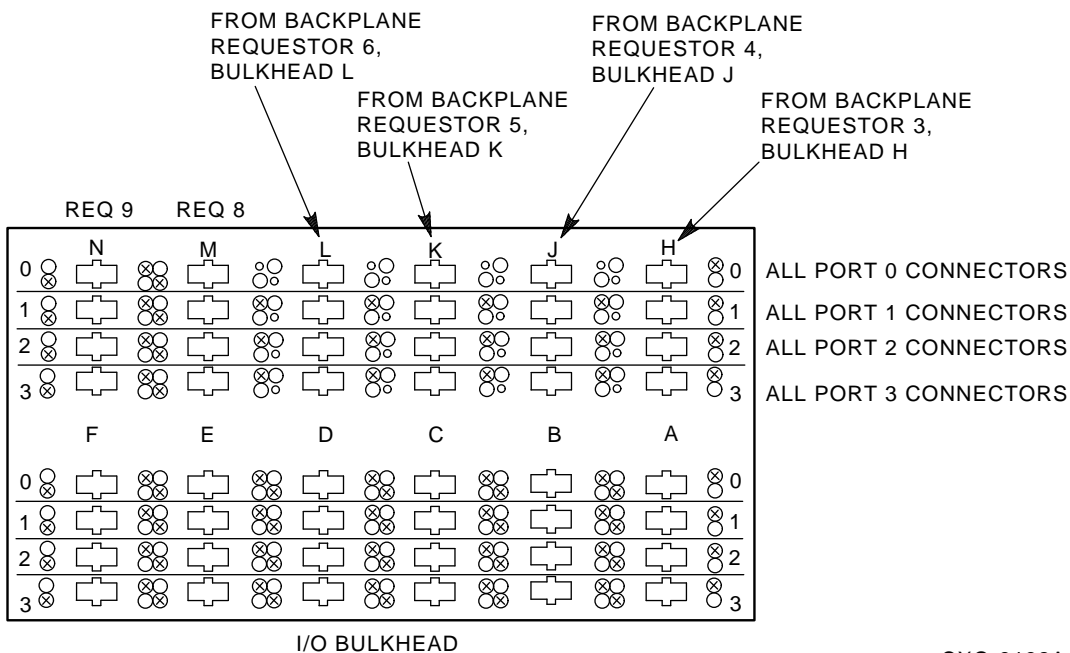 FROM BACKPLANE
REQUESTOR 6,
BULKHEAD L
FROM BACKPLANE
REQUESTOR 4,
BULKHEAD J
FROM BACKPLANE
REQUESTOR 5,
BULKHEAD K
FROM BACKPLANE
REQUESTOR 3,
BULKHEAD H
REQ 9 REQ 8
N M L K J H
0 0 ALL PORT 0 CONNECTORS
1 1 ALL PORT 1 CONNECTORS
2 2 ALL PORT 2 CONNECTORS
3 3 ALL PORT 3 CONNECTORS
F E D C B A
0 0
1 1
2 2
3 3
I/O BULKHEAD